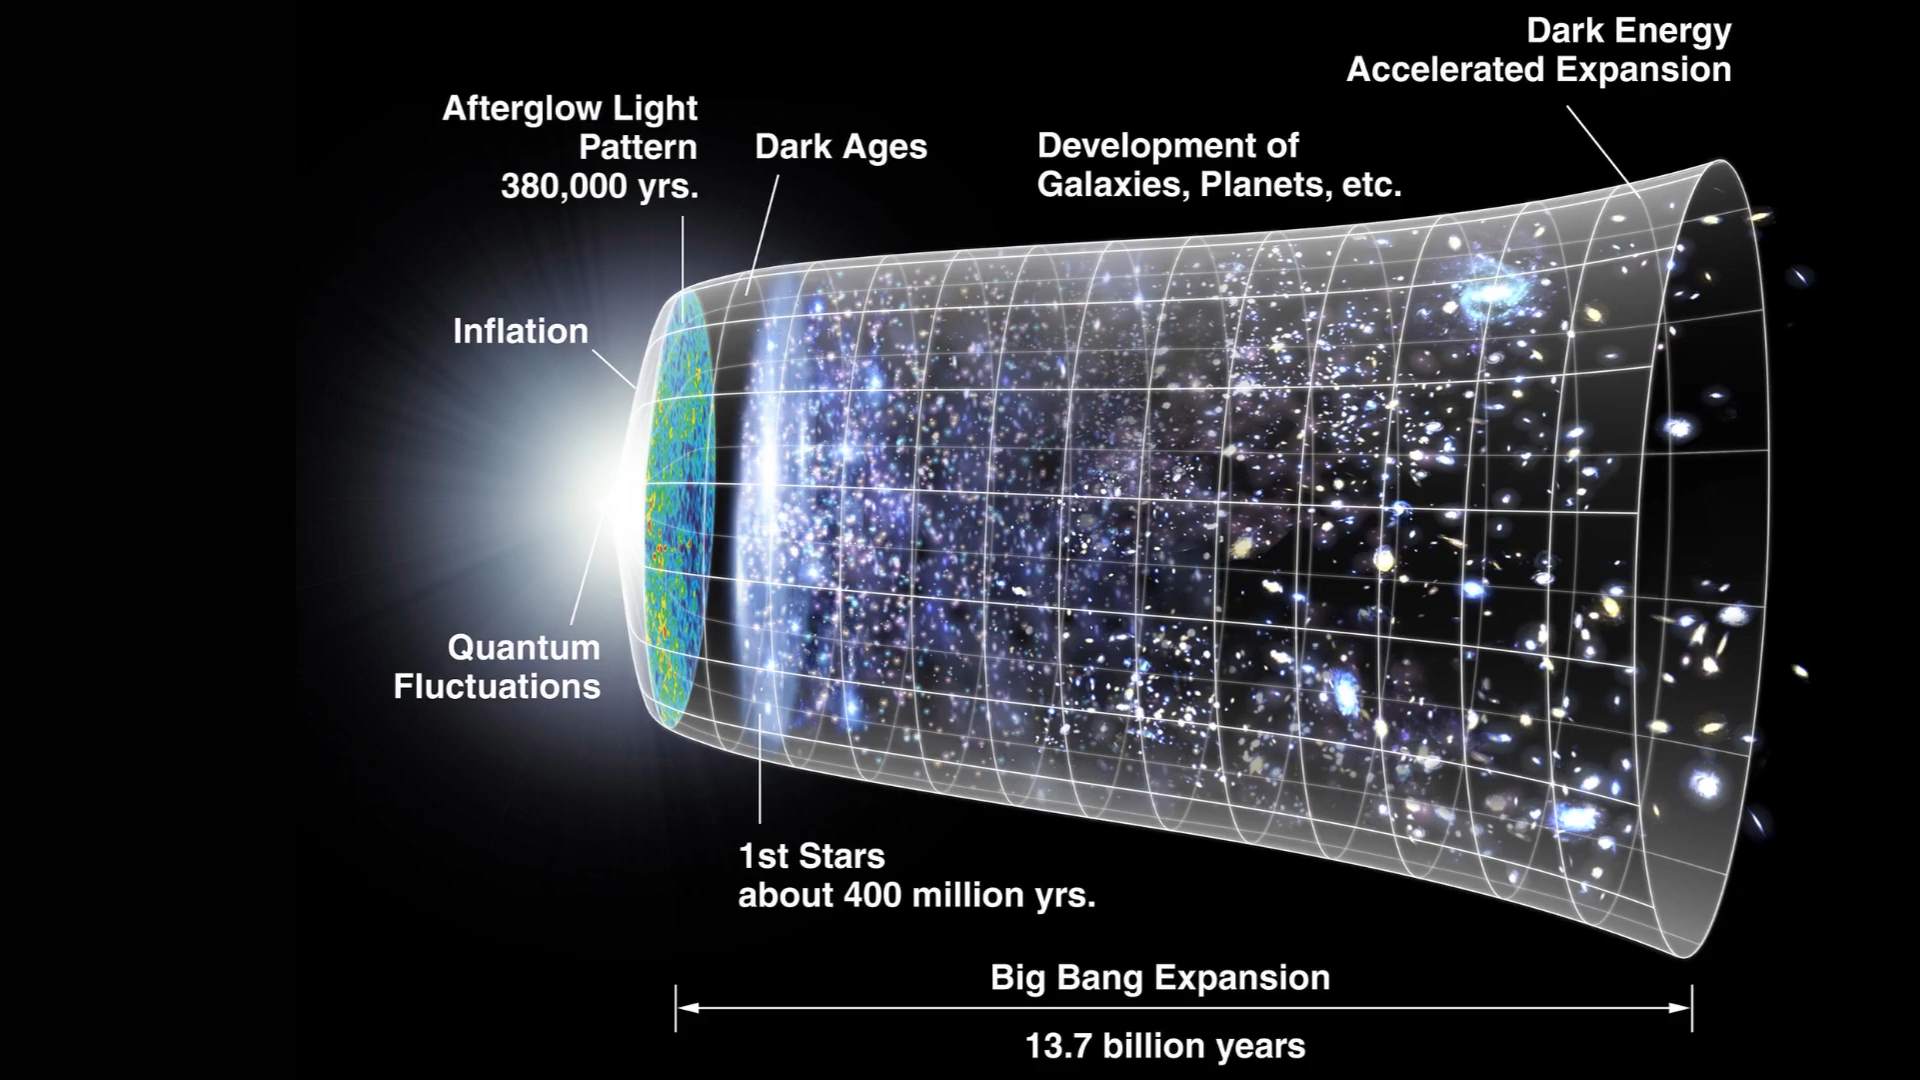 Dark Energy
Accelerated Expansion
Afterglow Light
Pattern
380,000 yrs.
Dark Ages
Development of
Galaxies, Planets, etc.
Inflation
Quantum
Fluctuations
1st Stars
about 400 million yrs.
Big Bang Expansion
13.7 billion years